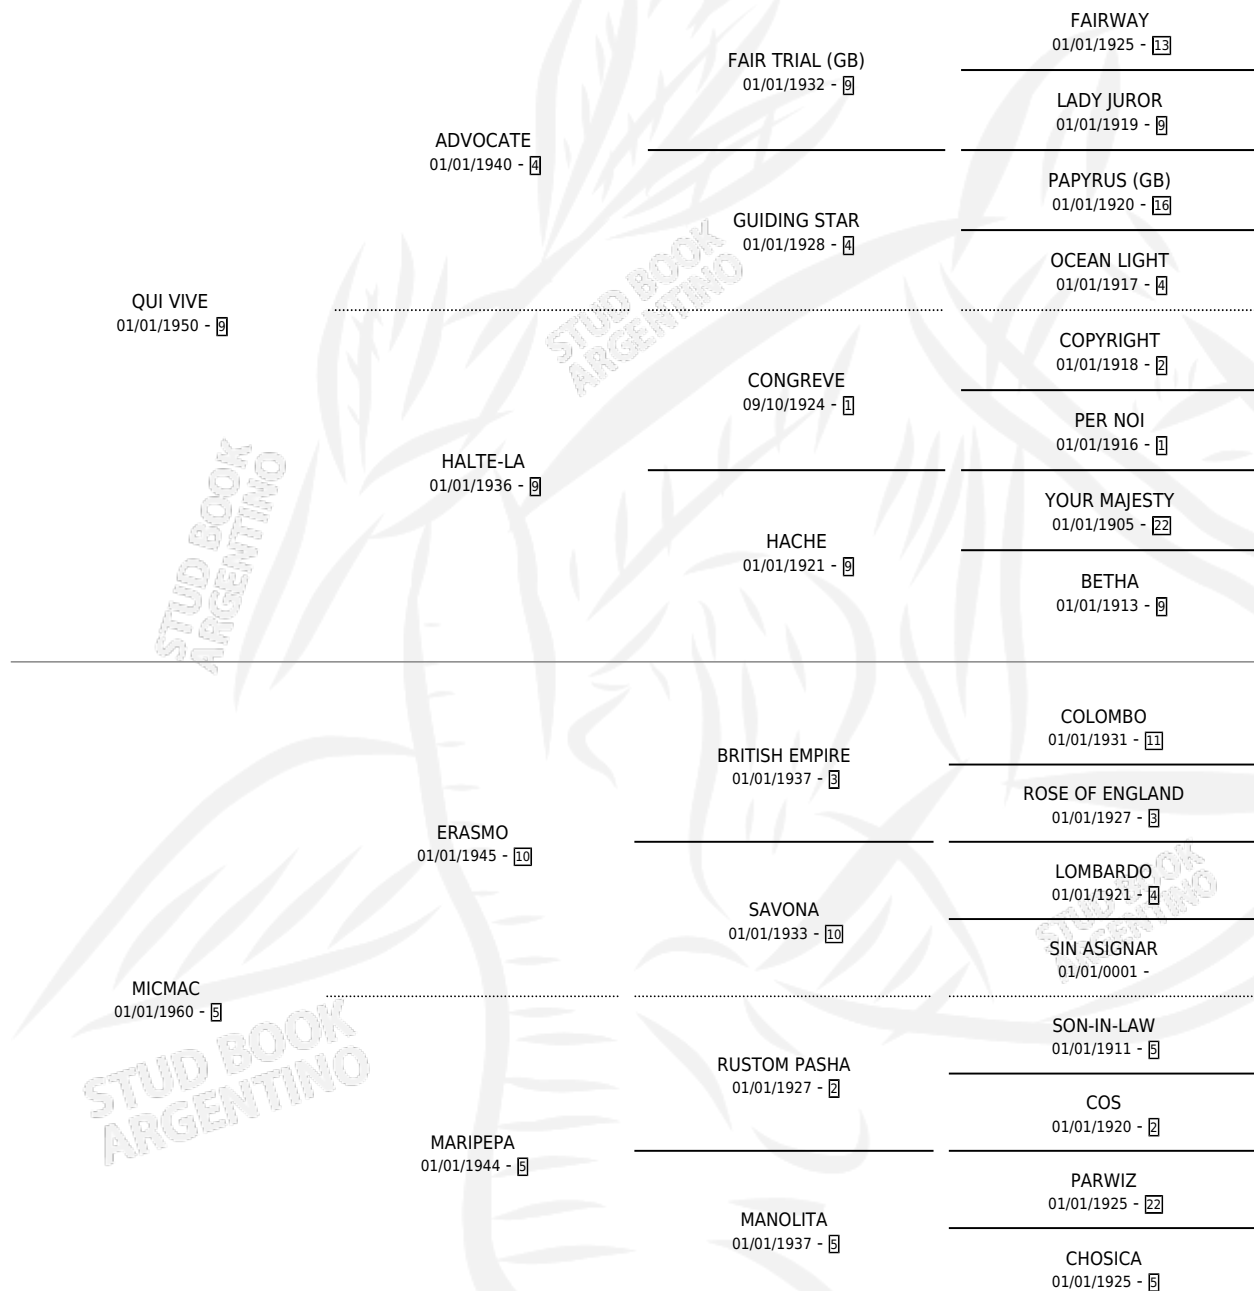 FAIRWAY
01/01/1925 - 13
FAIR TRIAL (GB)
01/01/1932 - 9
LADY JUROR
01/01/1919 - 9
ADVOCATE
01/01/1940 - 4
PAPYRUS (GB)
01/01/1920 - 16
GUIDING STAR
01/01/1928 - 4
OCEAN LIGHT
01/01/1917 - 4
QUI VIVE
01/01/1950 - 9
COPYRIGHT
01/01/1918 - 2
CONGREVE
09/10/1924 - 1
PER NOI
01/01/1916 - 1
HALTE-LA
01/01/1936 - 9
YOUR MAJESTY
01/01/1905 - 22
HACHE
01/01/1921 - 9
BETHA
01/01/1913 - 9
COLOMBO
01/01/1931 - 11
BRITISH EMPIRE
01/01/1937 - 3
ROSE OF ENGLAND
01/01/1927 - 3
ERASMO
01/01/1945 - 10
LOMBARDO
01/01/1921 - 4
SAVONA
01/01/1933 - 10
SIN ASIGNAR
01/01/0001 -
MICMAC
01/01/1960 - 5
SON-IN-LAW
01/01/1911 - 5
RUSTOM PASHA
01/01/1927 - 2
COS
01/01/1920 - 2
MARIPEPA
01/01/1944 - 5
PARWIZ
01/01/1925 - 22
MANOLITA
01/01/1937 - 5
CHOSICA
01/01/1925 - 5
STUD BOOK
ARGENTINO
STUD BOOK
ARGENTINO
STUD BOOK
ARGENTINO
STUD BOOK
ARGENTINO